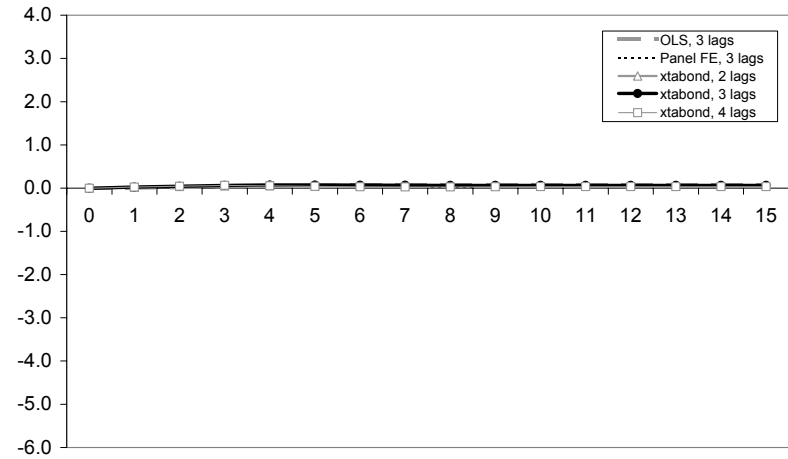 4.0
OLS, 3 lags
Panel FE, 3 lags
xtabond, 2 lags
xtabond, 3 lags
xtabond, 4 lags
3.0
2.0
1.0
0.0
0 1 2 3 4 5 6 7 8 9 10 11 12 13 14 15
-1.0
-2.0
-3.0
-4.0
-5.0
-6.0